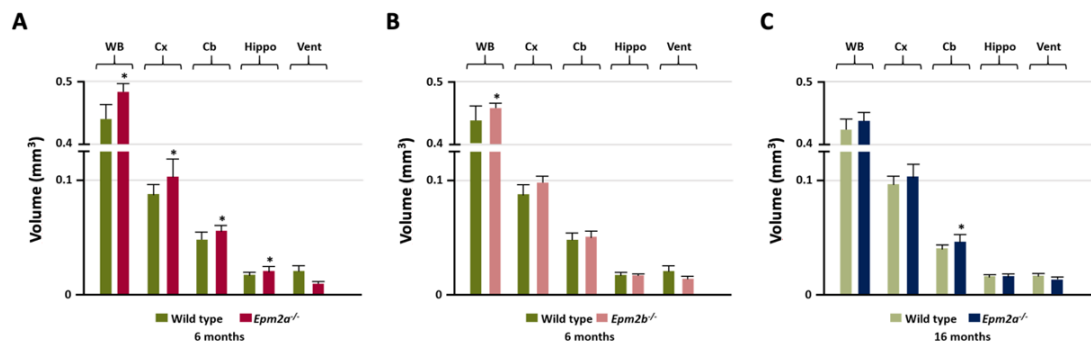 A
B
C
WB Cx Cb Hippo Vent
WB Cx Cb Hippo Vent
WB Cx Cb Hippo Vent
Volume (mm³)
0.5
0.4
0.1
0
* * * *
Wild type Epm2a⁻/⁻
6 months
Volume (mm³)
0.5
0.4
0.1
0
*
Wild type Epm2b⁻/⁻
6 months
Volume (mm³)
0.5
0.4
0.1
0
*
Wild type Epm2a⁻/⁻
16 months